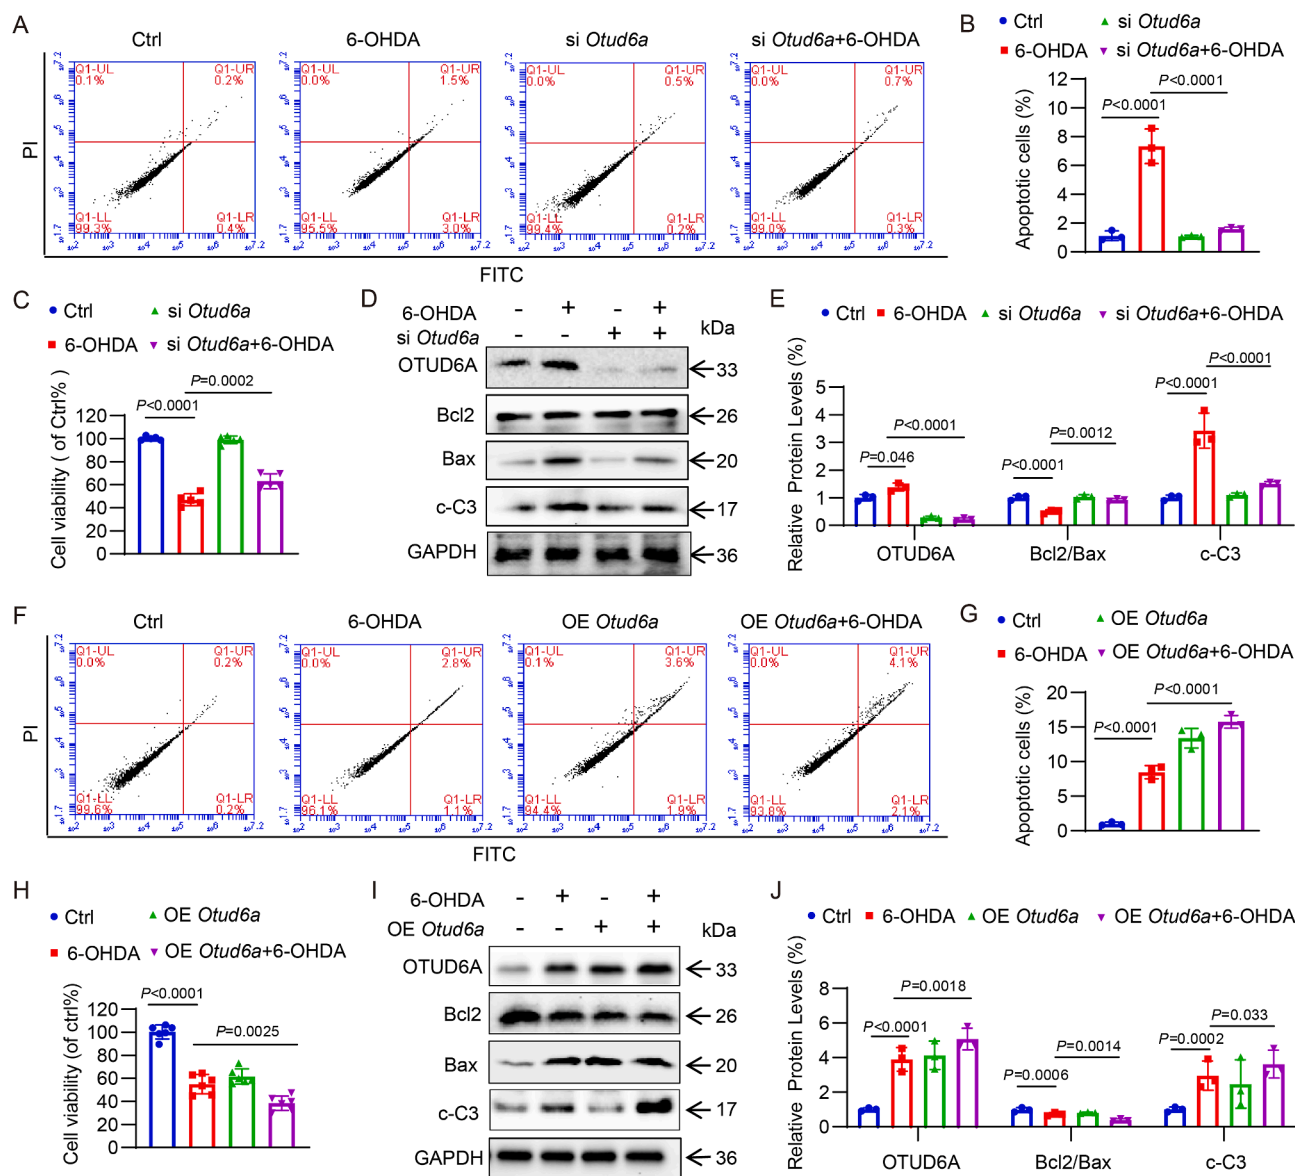 A
Ctrl
6-OHDA
si Otud6a
si Otud6a+6-OHDA
Q1-UL 0.1%
Q1-UR 0.2%
Q1-LL 99.3%
Q1-LR 0.4%
Q1-UL 0.0%
Q1-UR 1.5%
Q1-LL 95.5%
Q1-LR 3.0%
Q1-UL 0.0%
Q1-UR 0.5%
Q1-LL 99.4%
Q1-LR 0.2%
Q1-UL 0.0%
Q1-UR 0.7%
Q1-LL 99.0%
Q1-LR 0.3%
PI
FITC
B
Ctrl
si Otud6a
6-OHDA
si Otud6a+6-OHDA
P<0.0001
P<0.0001
Apoptotic cells (%)
12
10
8
6
4
2
0
C
Ctrl
si Otud6a
6-OHDA
si Otud6a+6-OHDA
P=0.0002
P<0.0001
Cell viability ( of Ctrl% )
120
100
80
60
40
20
0
D
6-OHDA - + - +
si Otud6a - - + +
kDa
OTUD6A 33
Bcl2 26
Bax 20
c-C3 17
GAPDH 36
E
Ctrl
6-OHDA
si Otud6a
si Otud6a+6-OHDA
Relative Protein Levels (%)
5
4
3
2
1
0
P=0.046
P<0.0001
P<0.0001
P=0.0012
P<0.0001
P<0.0001
OTUD6A
Bcl2/Bax
c-C3
F
Ctrl
6-OHDA
OE Otud6a
OE Otud6a+6-OHDA
Q1-UL 0.0%
Q1-UR 0.2%
Q1-LL 99.6%
Q1-LR 0.2%
Q1-UL 0.0%
Q1-UR 2.8%
Q1-LL 96.1%
Q1-LR 1.1%
Q1-UL 0.1%
Q1-UR 3.6%
Q1-LL 94.4%
Q1-LR 1.9%
Q1-UL 0.0%
Q1-UR 4.1%
Q1-LL 93.8%
Q1-LR 2.1%
PI
FITC
G
Ctrl
OE Otud6a
6-OHDA
OE Otud6a+6-OHDA
P<0.0001
P<0.0001
Apoptotic cells (%)
20
15
10
5
0
H
Ctrl
OE Otud6a
6-OHDA
OE Otud6a+6-OHDA
P<0.0001
P=0.0025
Cell viability (of ctrl%)
120
100
80
60
40
20
0
I
6-OHDA - + - +
OE Otud6a - - + +
kDa
OTUD6A 33
Bcl2 26
Bax 20
c-C3 17
GAPDH 36
J
Ctrl
6-OHDA
OE Otud6a
OE Otud6a+6-OHDA
Relative Protein Levels (%)
8
6
4
2
0
P<0.0001
P=0.0018
P=0.0006
P=0.0014
P=0.0002
P=0.033
OTUD6A
Bcl2/Bax
c-C3